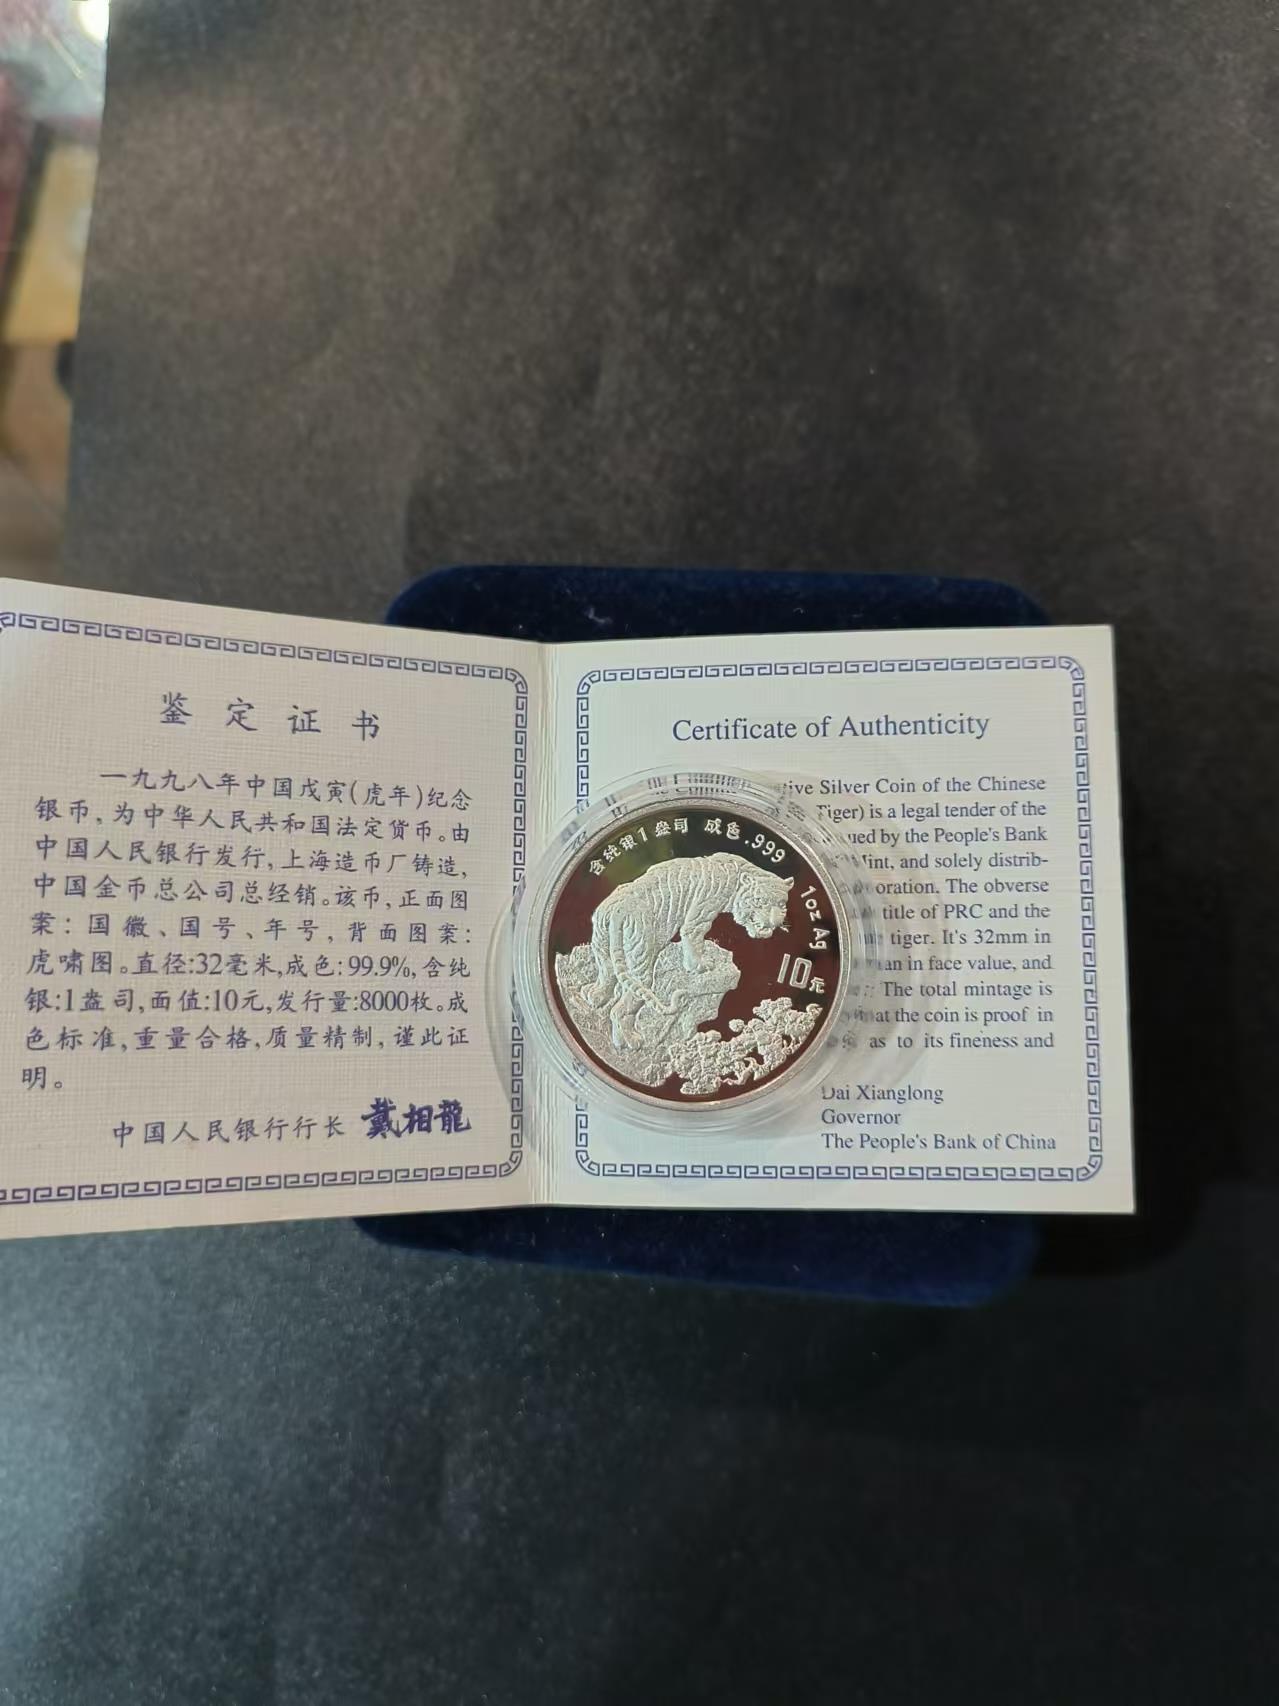 鉴定证书
一九九八年中国戊寅(虎年)纪念
银币,为中华人民共和国法定货币。由
中国人民银行发行,上海造币厂铸造,
中国金币总公司总经销。该币,正面图
案:国徽、国号、年号,背面图案:
虎啸图。直径:32毫米,成色:99.9%,含纯
银:1盎司,面值:10元,发行量:8000枚。成
色标准,重量合格,质量精制,谨此证
明。
中国人民银行行长 戴相龍
Certificate of Authenticity
Silver Coin of the Chinese
Tiger) is a legal tender of the
by the People's Bank
Mint, and solely distrib-
The obverse
title of PRC and the
tiger. It's 32mm in
in face value, and
The total mintage is
at the coin is proof in
as to its fineness and
Dai Xianglong
Governor
The People's Bank of China
含纯银1盎司 成色.999
1oz Ag
10元